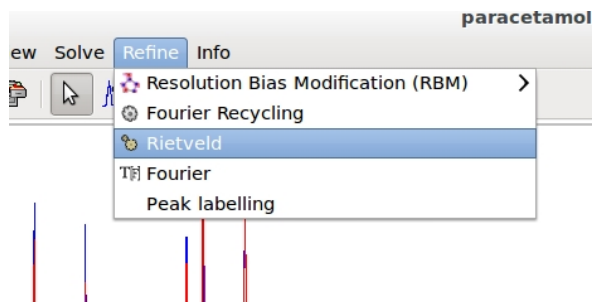 paracetamol
ew Solve Refine Info
Resolution Bias Modification (RBM)
Fourier Recycling
Rietveld
Fourier
Peak labelling